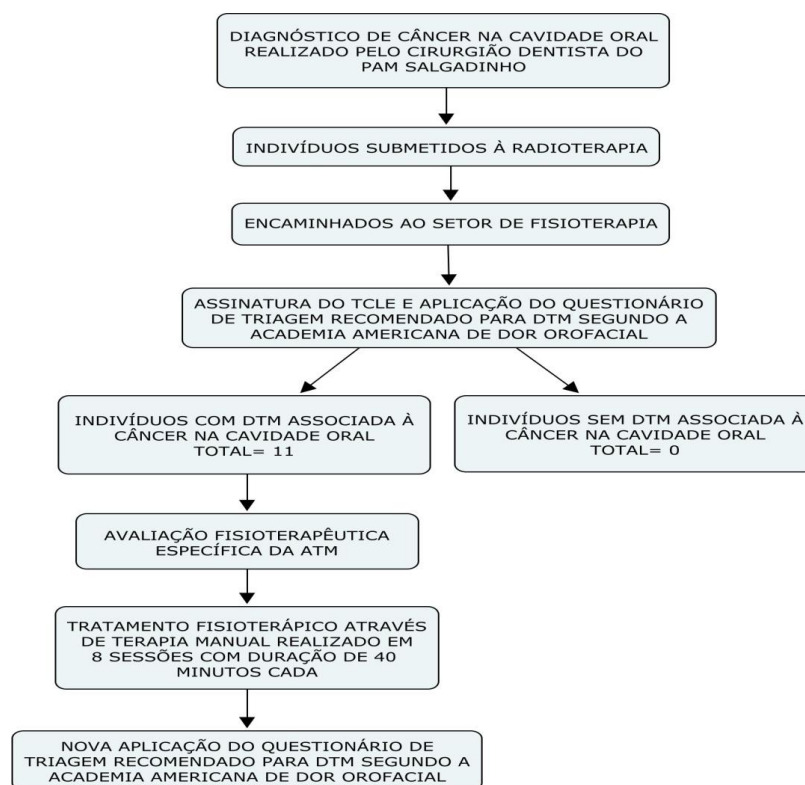 DIAGNÓSTICO DE CÂNCER NA CAVIDADE ORAL
REALIZADO PELO CIRURGIÃO DENTISTA DO
PAM SALGADINHO
INDIVÍDUOS SUBMETIDOS À RADIOTERAPIA
ENCAMINHADOS AO SETOR DE FISIOTERAPIA
ASSINATURA DO TCLE E APLICAÇÃO DO QUESTIONÁRIO
DE TRIAGEM RECOMENDADO PARA DTM SEGUNDO A
ACADEMIA AMERICANA DE DOR OROFACIAL
INDIVÍDUOS COM DTM ASSOCIADA À
CÂNCER NA CAVIDADE ORAL
TOTAL= 11
INDIVÍDUOS SEM DTM ASSOCIADA À
CÂNCER NA CAVIDADE ORAL
TOTAL= 0
AVALIAÇÃO FISIOTERAPÊUTICA
ESPECÍFICA DA ATM
TRATAMENTO FISIOTERÁPICO ATRAVÉS
DE TERAPIA MANUAL REALIZADO EM
8 SESSÕES COM DURAÇÃO DE 40
MINUTOS CADA
NOVA APLICAÇÃO DO QUESTIONÁRIO DE
TRIAGEM RECOMENDADO PARA DTM SEGUNDO A
ACADEMIA AMERICANA DE DOR OROFACIAL